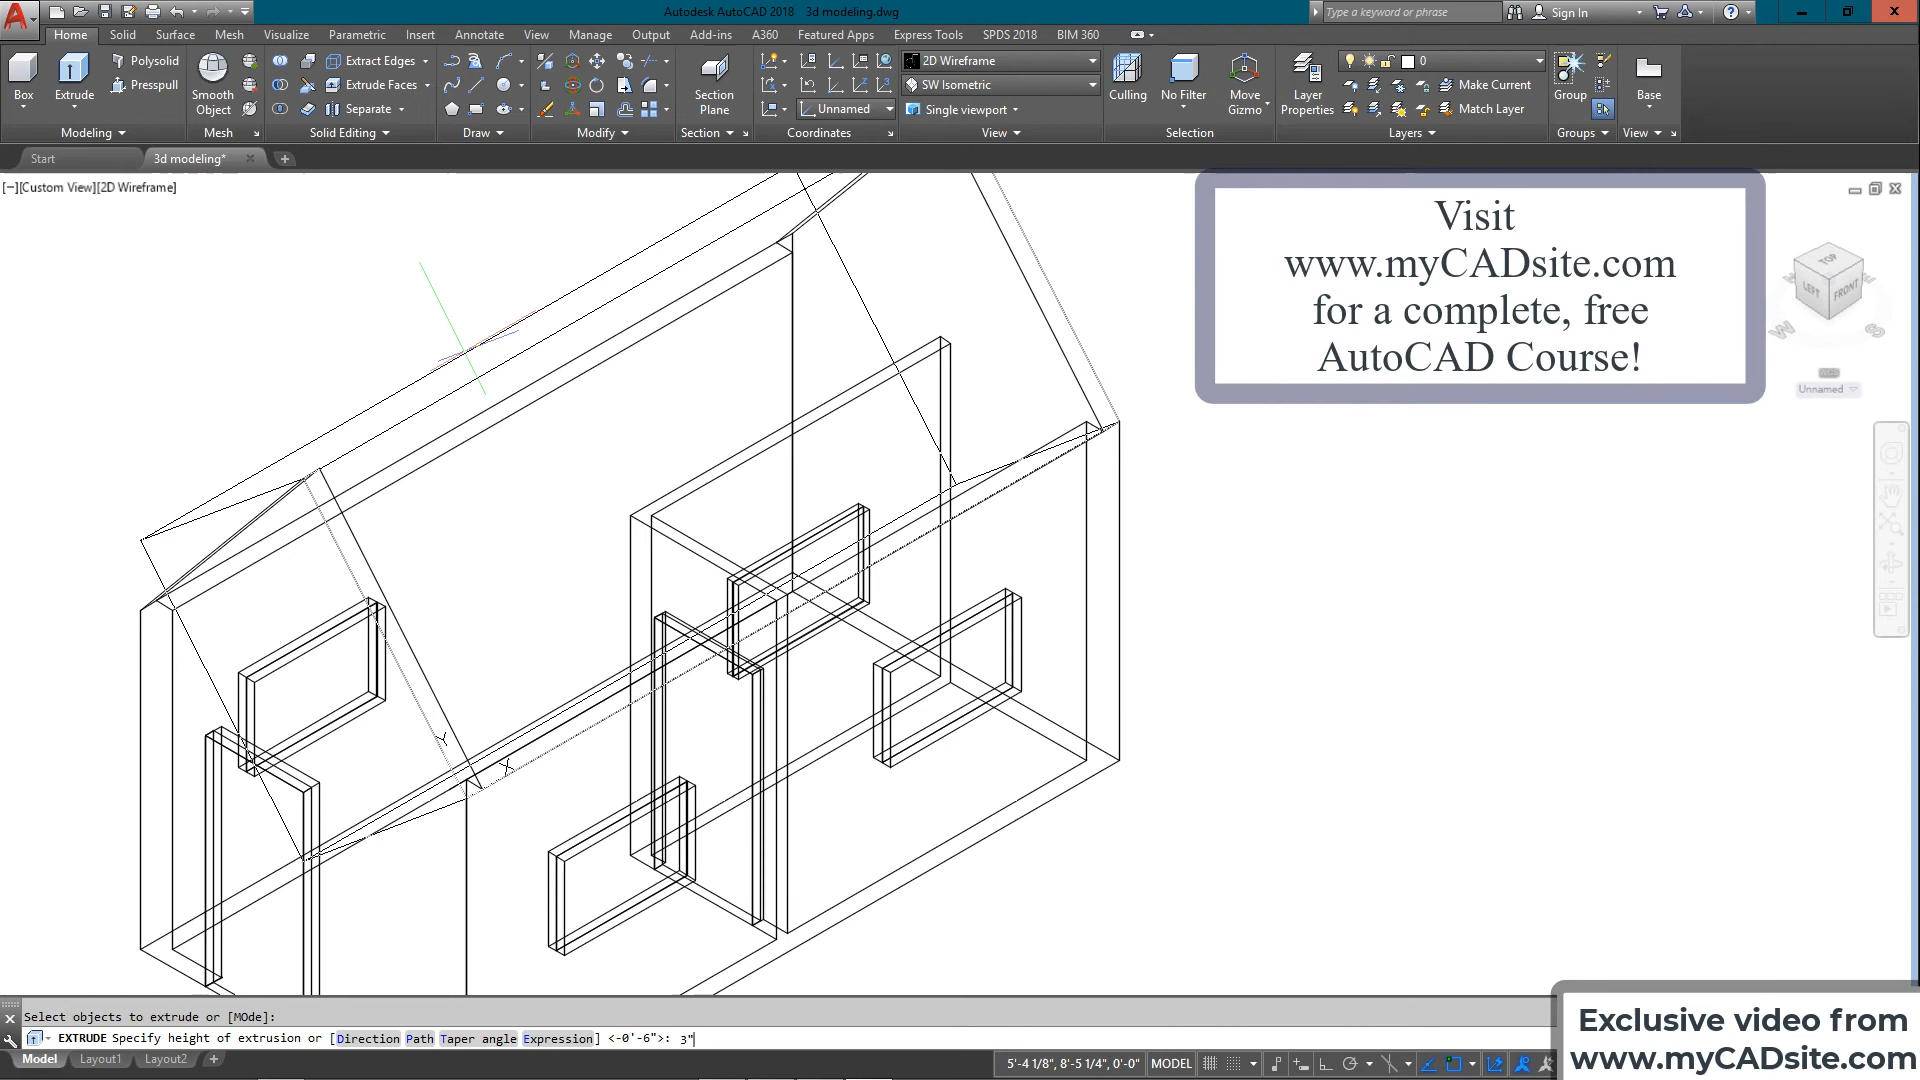 Autodesk AutoCAD 2018 3d modeling.dwg
Type a keyword or phrase
Sign In
Home Solid Surface Mesh Visualize Parametric Insert Annotate View Manage Output Add-ins A360 Featured Apps Express Tools SPDS 2018 BIM 360
Box
Extrude
Polysolid
Presspull
Smooth
Object
Extract Edges
Extrude Faces
Separate
Section
Plane
Unnamed
2D Wireframe
SW Isometric
Single viewport
Culling
No Filter
Move
Gizmo
Layer
Properties
0
Make Current
Match Layer
Group
Base
Modeling Mesh Solid Editing Draw Modify Section Coordinates View Selection Layers Groups View
Start 3d modeling*
[−][Custom View][2D Wireframe]
Visit
www.myCADsite.com
for a complete, free
AutoCAD Course!
TOP
LEFT
FRONT
W
S
Unnamed
Y
X
Select objects to extrude or [MOde]:
EXTRUDE Specify height of extrusion or [Direction Path Taper angle Expression] <-0'-6">: 3"
Model Layout1 Layout2
5'-4 1/8", 8'-5 1/4", 0'-0" MODEL
Exclusive video from
www.myCADsite.com